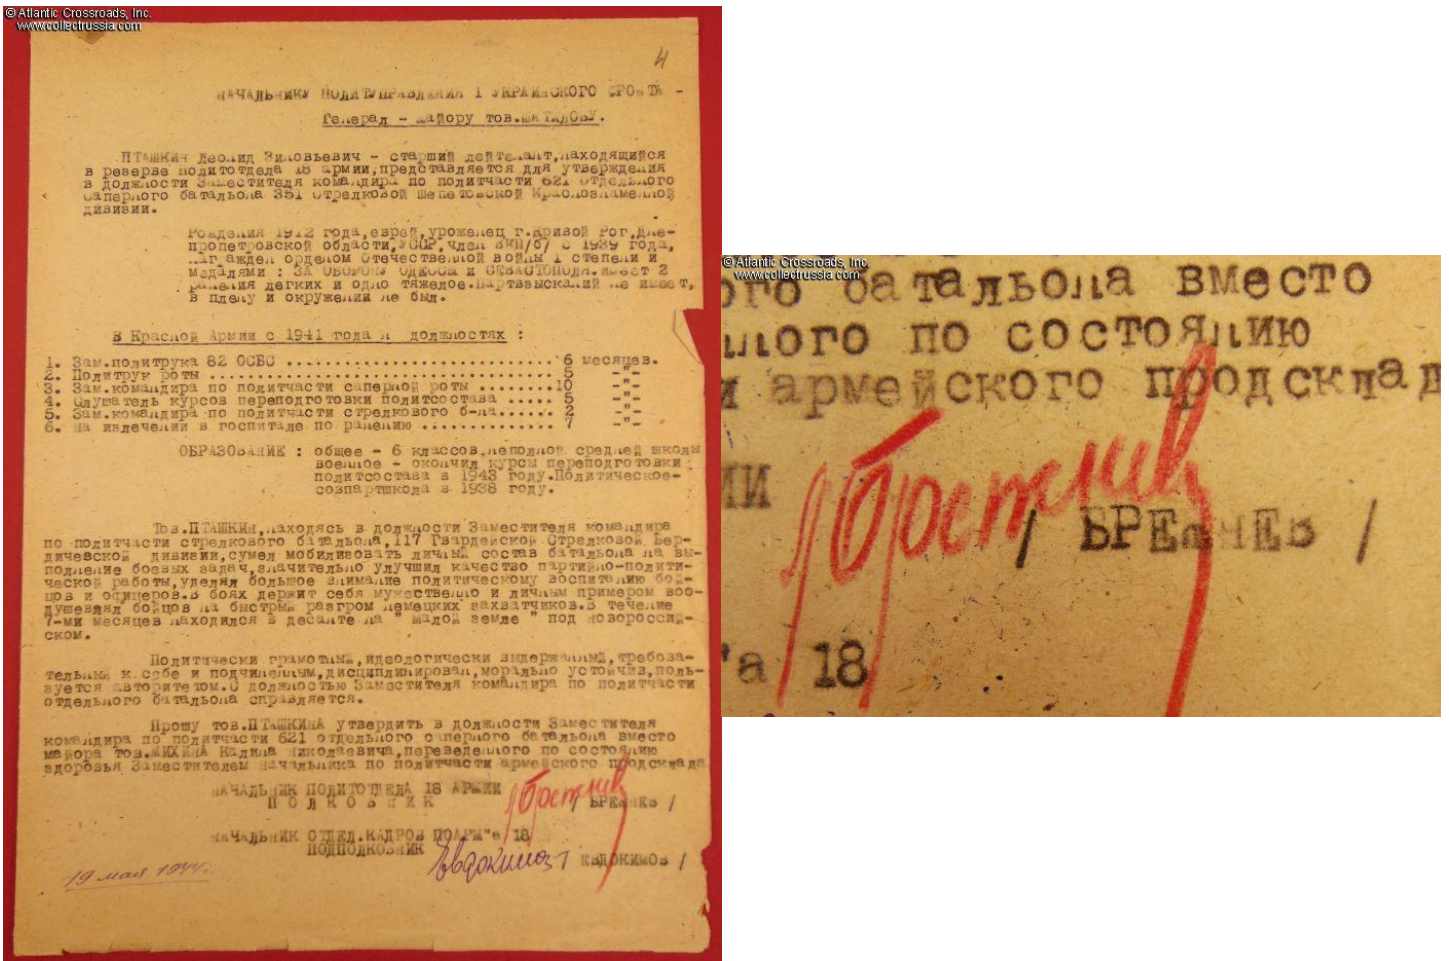 © Atlantic Crossroads, Inc.
www.collectrussia.com
4
НАЧАЛЬНИКУ ПОЛИТУПРАВЛЕНИЯ I УКРАИНСКОГО ФРОНТА -
Генерал - майору тов.ШАТИЛОВУ.
ПТАШКИН Леонид Зиновьевич - старший лейтенант,находящийся
в резерве политотдела 18 армии,представляется для утверждения
в должности Заместителя командира по политчасти 621 отдельного
саперного батальона 351 стрелковой Шепетовской Краснознаменной
дивизии.
Рождения 1912 года,еврей,уроженец г.Кривой Рог,Дне-
пропетровской области,УССР,член ВКП/б/ с 1939 года,
награжден орденом Отечественной войны I степени и
медалями : ЗА ОБОРОНУ ОДЕССЫ и СЕВАСТОПОЛЯ.Имеет 2
ранения легких и одно тяжелое.Партвзысканий не имеет,
в плену и окружении не был.
В Красной Армии с 1941 года в должностях :
1. Зам.политрука 82 ОСБС ............................ 6 месяцев.
2. Политрук роты .................................... 5 -"-
3. Зам.командира по политчасти саперной роты ........10 -"-
4. Слушатель курсов переподготовки политсостава ..... 5 -"-
5. Зам.командира по политчасти стрелкового б-на...... 2 -"-
6. На излечении в госпитале по ранению .............. 7 -"-
ОБРАЗОВАНИЕ : общее - 6 классов,неполной средней школы
военное - окончил курсы переподготовки
политсостава в 1943 году.Политическое-
совпартшкола в 1938 году.
Тов.ПТАШКИН,находясь в должности Заместителя командира
по политчасти стрелкового батальона,117 Гвардейской Стрелковой Бер-
дичевской дивизии,сумел мобилизовать личный состав батальона на вы-
полнение боевых задач,значительно улучшил качество партийно-полити-
ческой работы,уделял большое внимание политическому воспитанию бой-
цов и офицеров.В боях держит себя мужественно и личным примером воо-
душевлял бойцов на быстрый разгром немецких захватчиков.В течение
7-ми месяцев находился в десанте на " Малой земле " под Новороссий-
ском.
Политически грамотный,идеологически выдержанный,требова-
тельный к себе и подчиненным,дисциплинирован,морально устойчив,поль-
зуется авторитетом.С должностью Заместителя командира по политчасти
отдельного батальона справляется.
Прошу тов.ПТАШКИНА утвердить в должности Заместителя
командира по политчасти 621 отдельного саперного батальона вместо
майора тов.МИХИНА Калина Николаевича,переведенного по состоянию
здоровья Заместителем начальника по политчасти армейского продсклада
НАЧАЛЬНИК ПОЛИТОТДЕЛА 18 АРМИИ
П О Л К О В Н И К Брежнев / БРЕЖНЕВ /
НАЧАЛЬНИК ОТДЕЛ.КАДРОВ ПОАРМ"а 18
ПОДПОЛКОВНИК Евдокимов / ЕВДОКИМОВ /
19 мая 1944г.
© Atlantic Crossroads, Inc.
www.collectrussia.com
ого батальона вместо
нного по состоянию
и армейского продсклад
ИИ
Брежнев
/ БРЕЖНЕВ /
"а 18